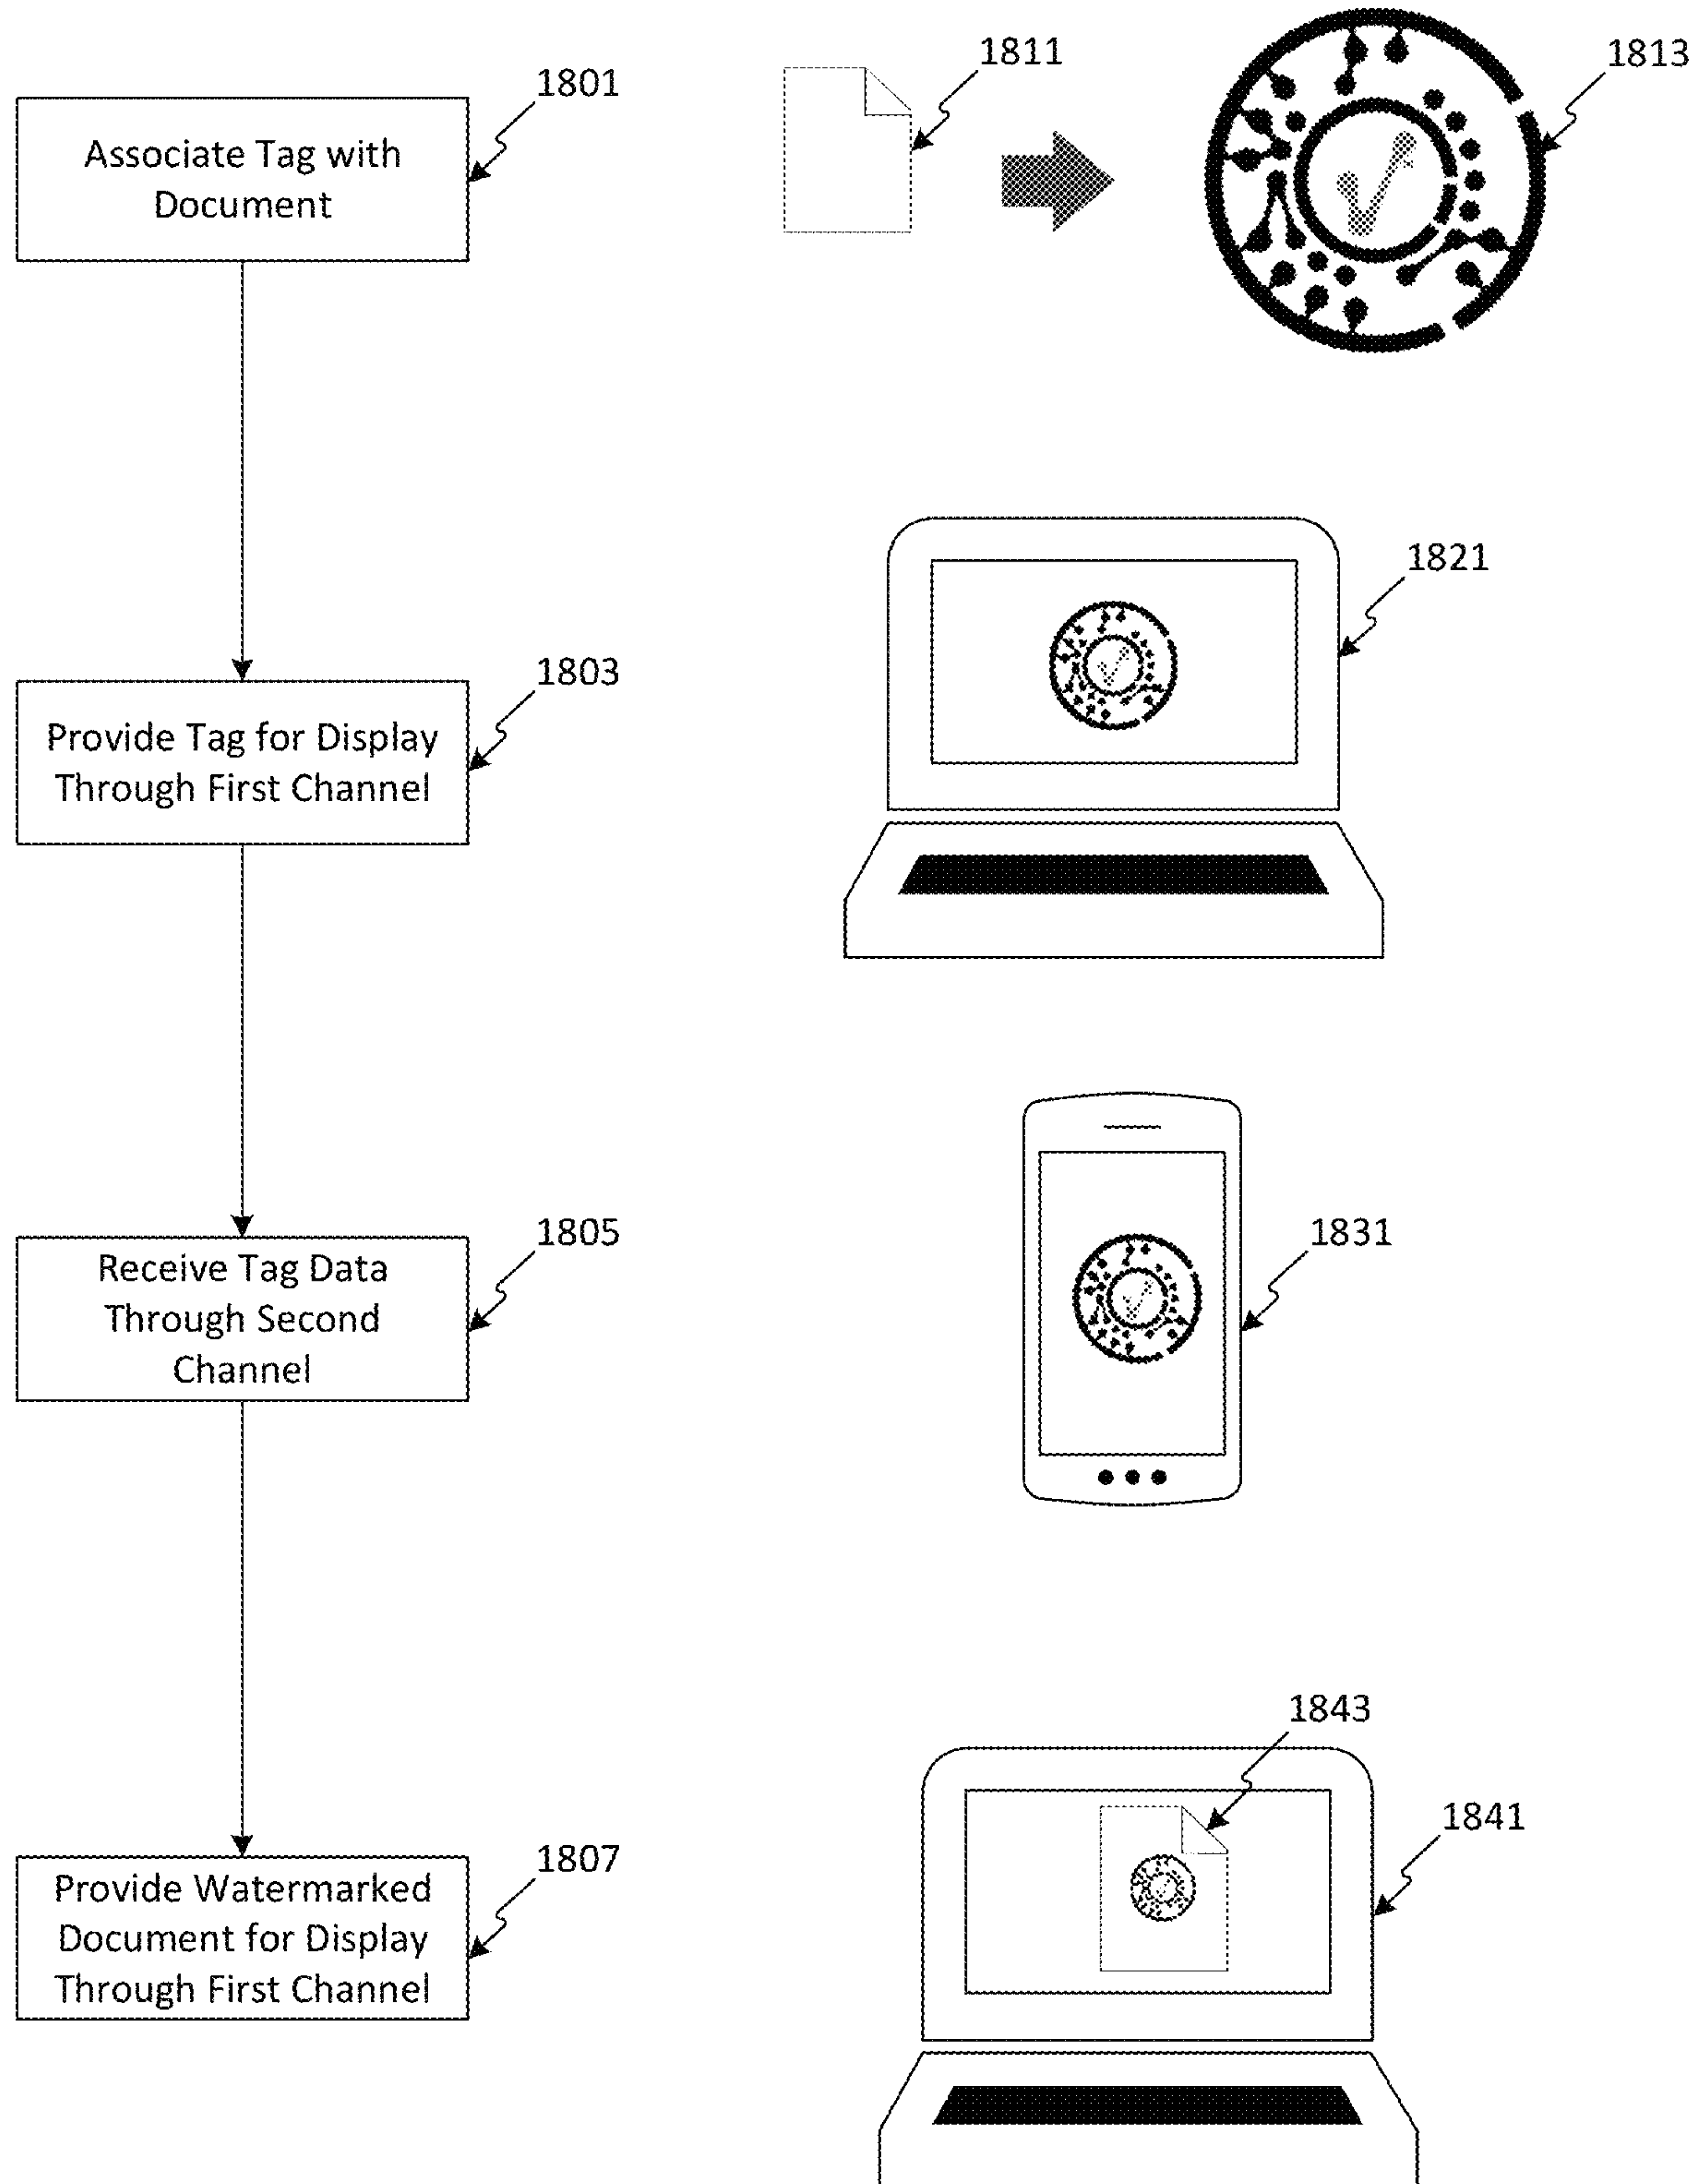 1801
Associate Tag with
Document
1811
1813
1803
Provide Tag for Display
Through First Channel
1821
1805
Receive Tag Data
Through Second
Channel
1831
1807
Provide Watermarked
Document for Display
Through First Channel
1843
1841